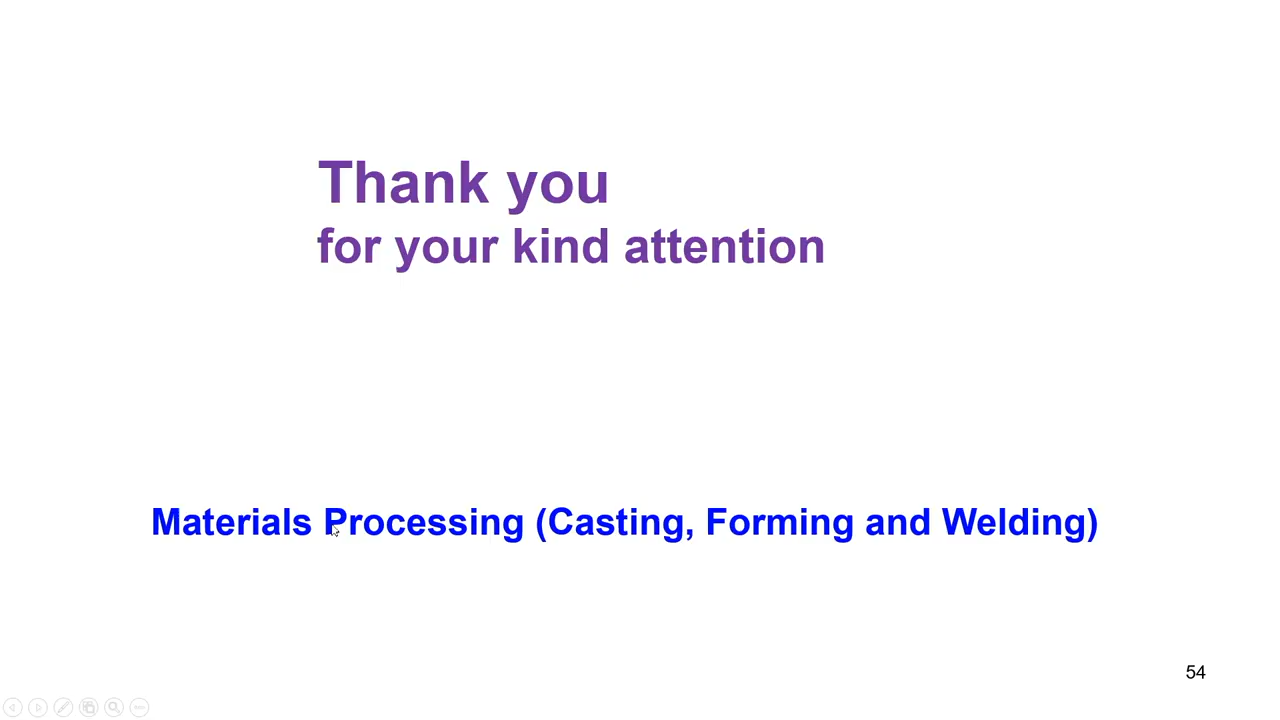 Thank you
for your kind attention
Materials Processing (Casting, Forming and Welding)
54